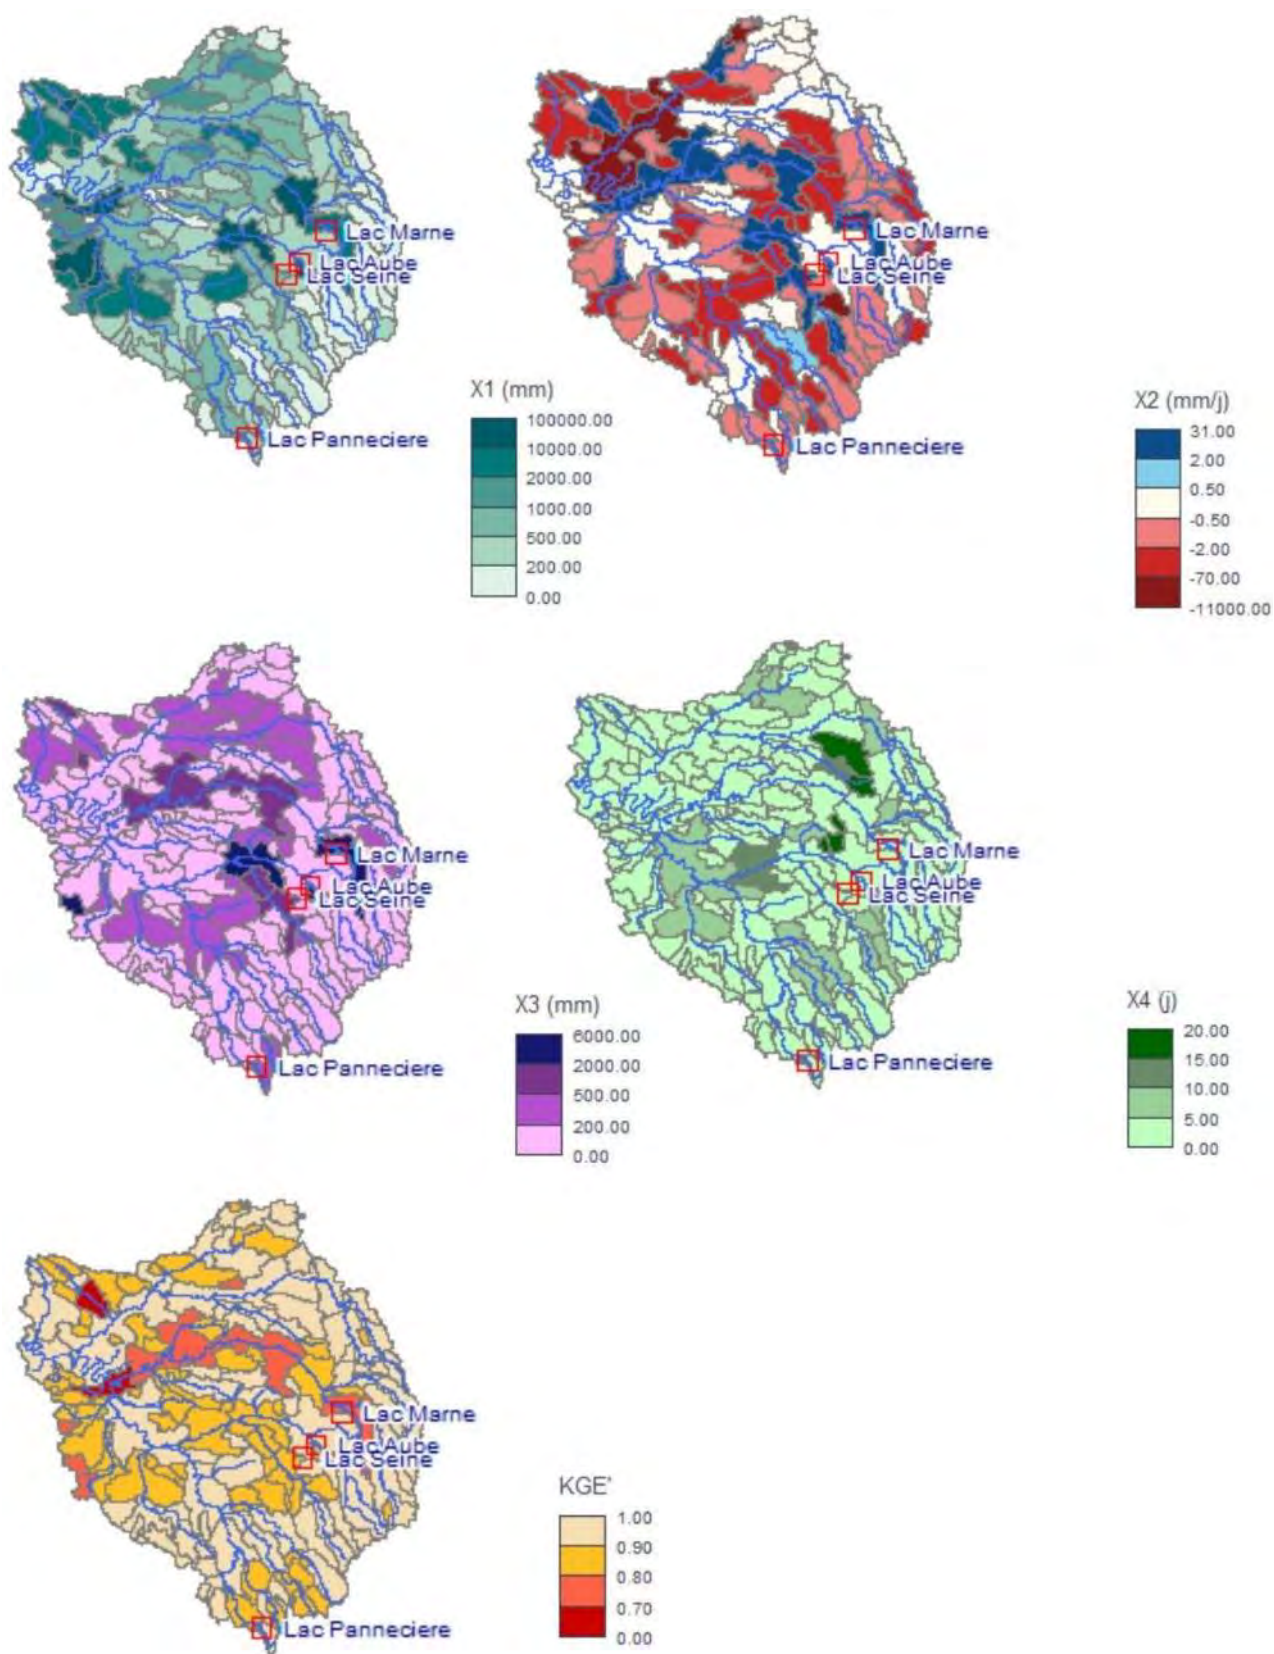 Lac Marne
Lac Aube
Lac Seine
Lac Panneciere
X1 (mm)
100000.00
10000.00
2000.00
1000.00
500.00
200.00
0.00
Lac Marne
Lac Aube
Lac Seine
Lac Panneciere
X2 (mm/j)
31.00
2.00
0.50
-0.50
-2.00
-70.00
-11000.00
Lac Marne
Lac Aube
Lac Seine
Lac Panneciere
X3 (mm)
6000.00
2000.00
500.00
200.00
0.00
Lac Marne
Lac Aube
Lac Seine
Lac Panneciere
X4 (j)
20.00
15.00
10.00
5.00
0.00
Lac Marne
Lac Aube
Lac Seine
Lac Panneciere
KGE'
1.00
0.90
0.80
0.70
0.00